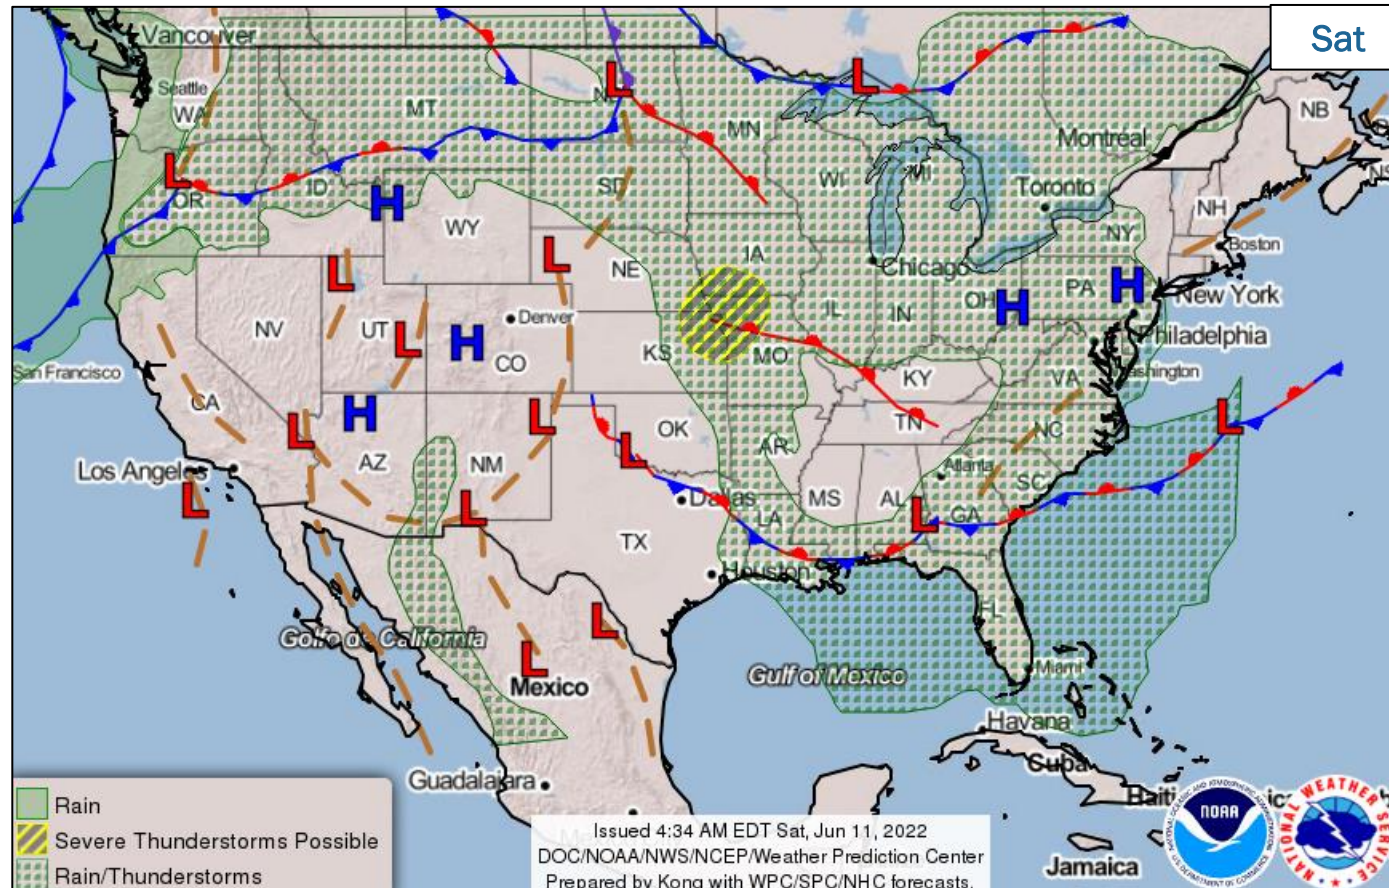 Sat
Vancouver
Seattle
WA
MT
ND
MN
Montréal
NB
NS
L
L
L
OR
ID
H
WY
SD
WI
MI
Toronto
NH
NY
Boston
IA
L
L
NE
Chicago
OH
H
PA
H
New York
NV
UT
L
H
CO
Denver
KS
MO
IL
IN
Philadelphia
San Francisco
CA
KY
VA
Washington
L
H
AZ
NM
L
OK
L
AR
TN
NC
L
Los Angeles
L
L
Dallas
MS
AL
Atlanta
L
GA
SC
LA
TX
Houston
FL
L
Golfo de California
L
Mexico
Gulf of Mexico
Miami
Havana
Cuba
Guadalajara
Haiti
Jamaica
Rain
Severe Thunderstorms Possible
Rain/Thunderstorms
Issued 4:34 AM EDT Sat, Jun 11, 2022
DOC/NOAA/NWS/NCEP/Weather Prediction Center
Prepared by Kong with WPC/SPC/NHC forecasts.
NOAA
NATIONAL WEATHER SERVICE